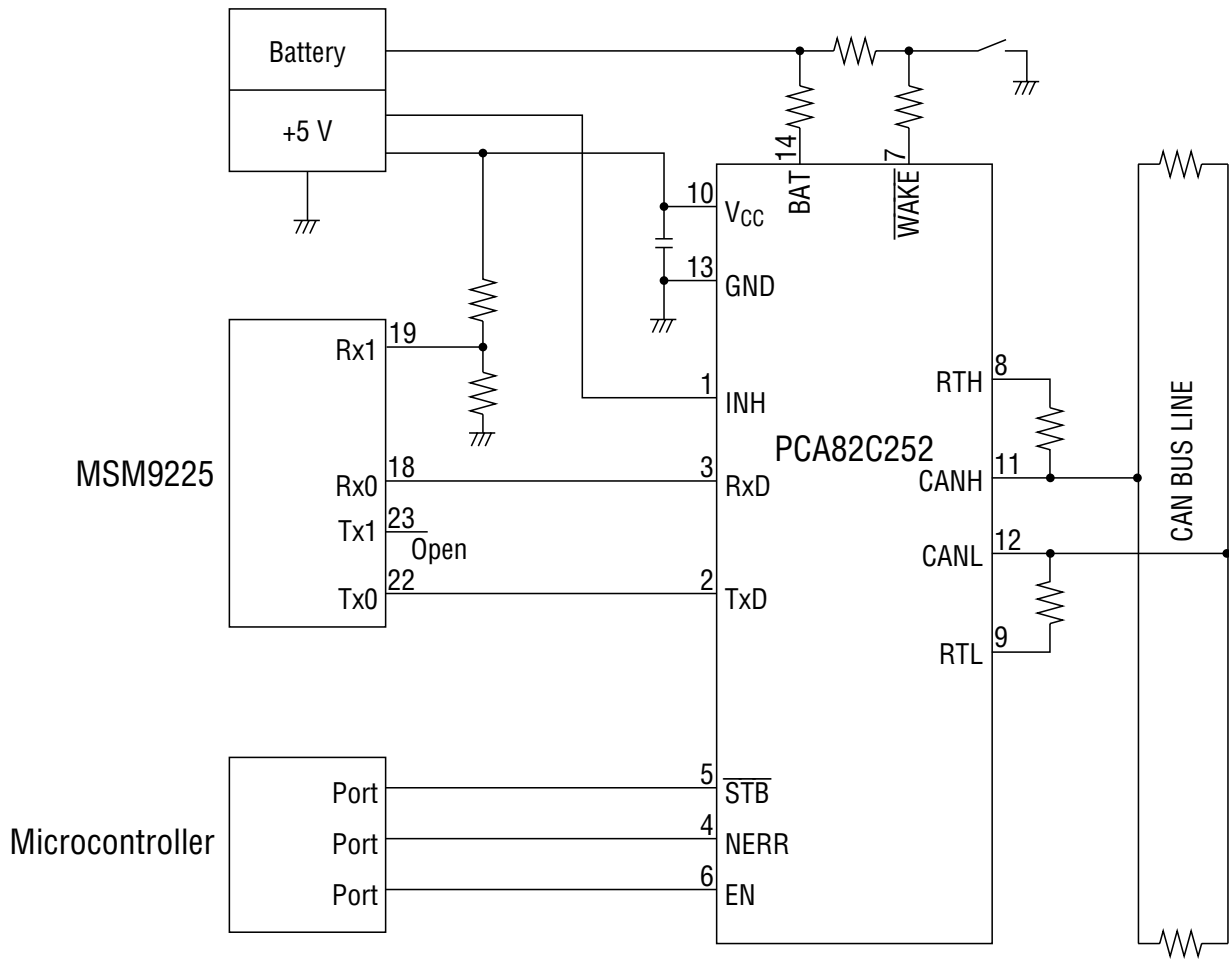 Battery
+5 V
14
7
BAT
WAKE
10
VCC
13
GND
19
Rx1
1
INH
8
RTH
PCA82C252
MSM9225
18
Rx0
3
RxD
11
CANH
CAN BUS LINE
23
Tx1
Open
12
CANL
22
Tx0
2
TxD
9
RTL
Microcontroller
Port
5
STB
Port
4
NERR
Port
6
EN